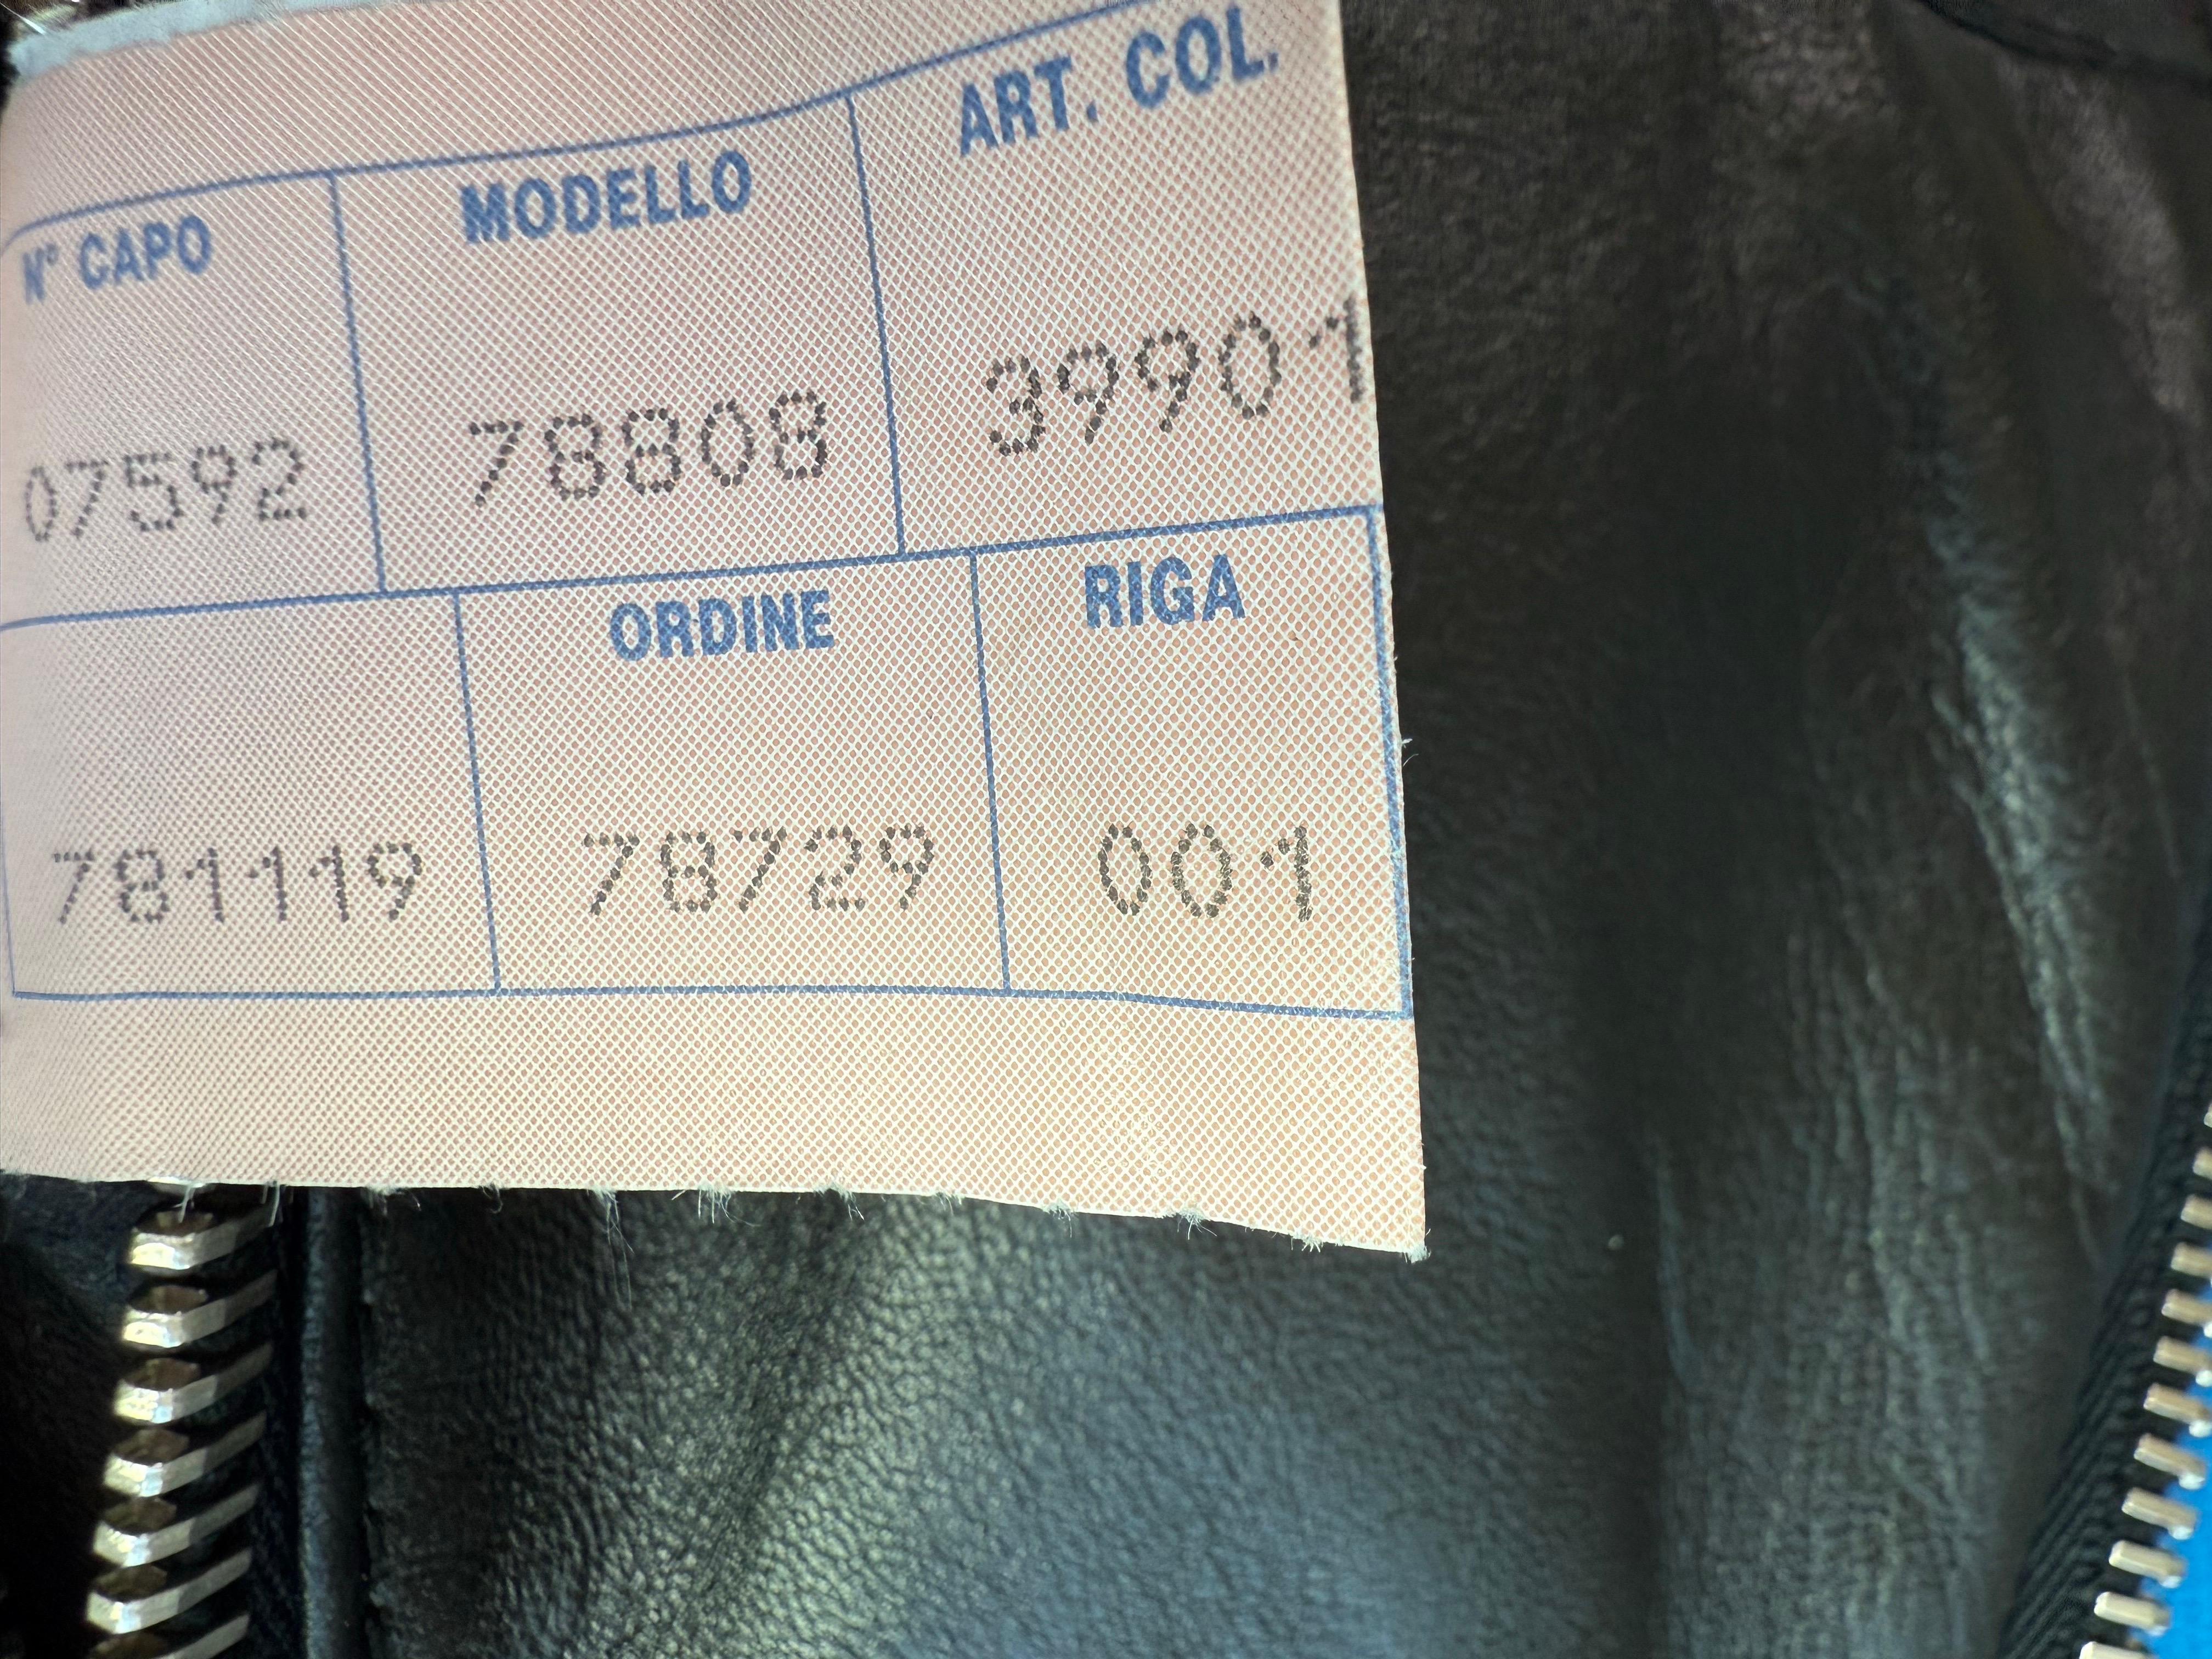 N° CAPO MODELLO ART. COL.
07592 78808 39901
ORDINE RIGA
781119 78729 001